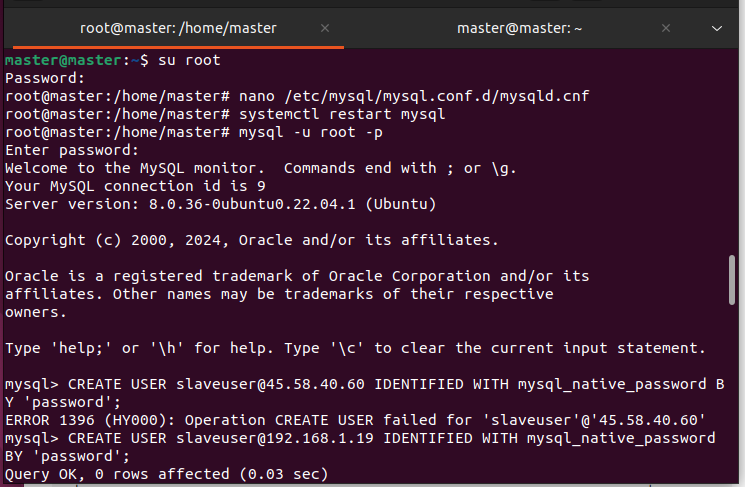 root@master: /home/master × master@master: ~ ×
master@master:~$ su root
Password:
root@master:/home/master# nano /etc/mysql/mysql.conf.d/mysqld.cnf
root@master:/home/master# systemctl restart mysql
root@master:/home/master# mysql -u root -p
Enter password:
Welcome to the MySQL monitor.  Commands end with ; or \g.
Your MySQL connection id is 9
Server version: 8.0.36-0ubuntu0.22.04.1 (Ubuntu)
Copyright (c) 2000, 2024, Oracle and/or its affiliates.
Oracle is a registered trademark of Oracle Corporation and/or its
affiliates. Other names may be trademarks of their respective
owners.
Type 'help;' or '\h' for help. Type '\c' to clear the current input statement.
mysql> CREATE USER slaveuser@45.58.40.60 IDENTIFIED WITH mysql_native_password B
Y 'password';
ERROR 1396 (HY000): Operation CREATE USER failed for 'slaveuser'@'45.58.40.60'
mysql> CREATE USER slaveuser@192.168.1.19 IDENTIFIED WITH mysql_native_password
BY 'password';
Query OK, 0 rows affected (0.03 sec)